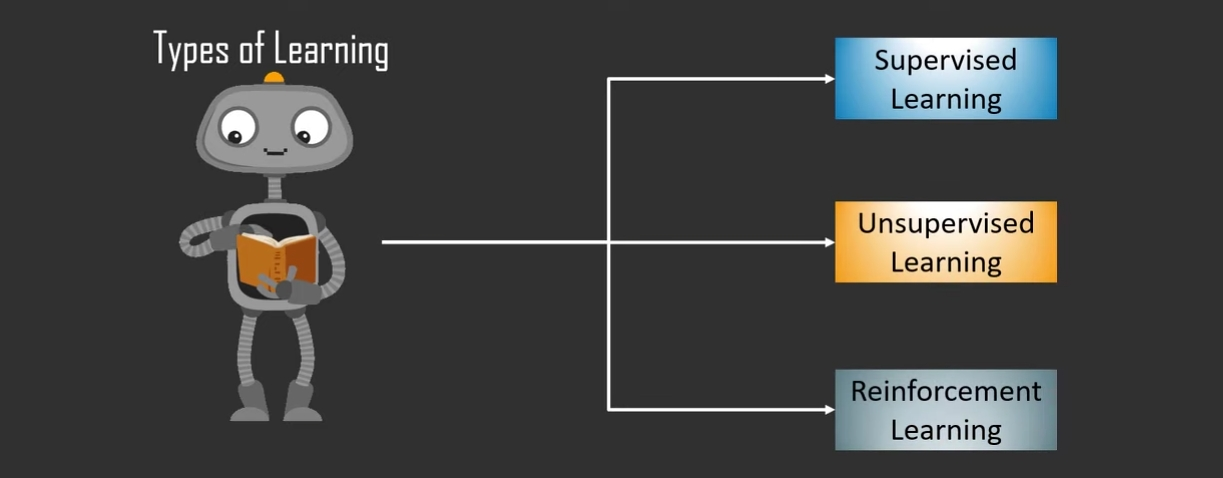 Types of Learning
Supervised
Learning
Unsupervised
Learning
Reinforcement
Learning